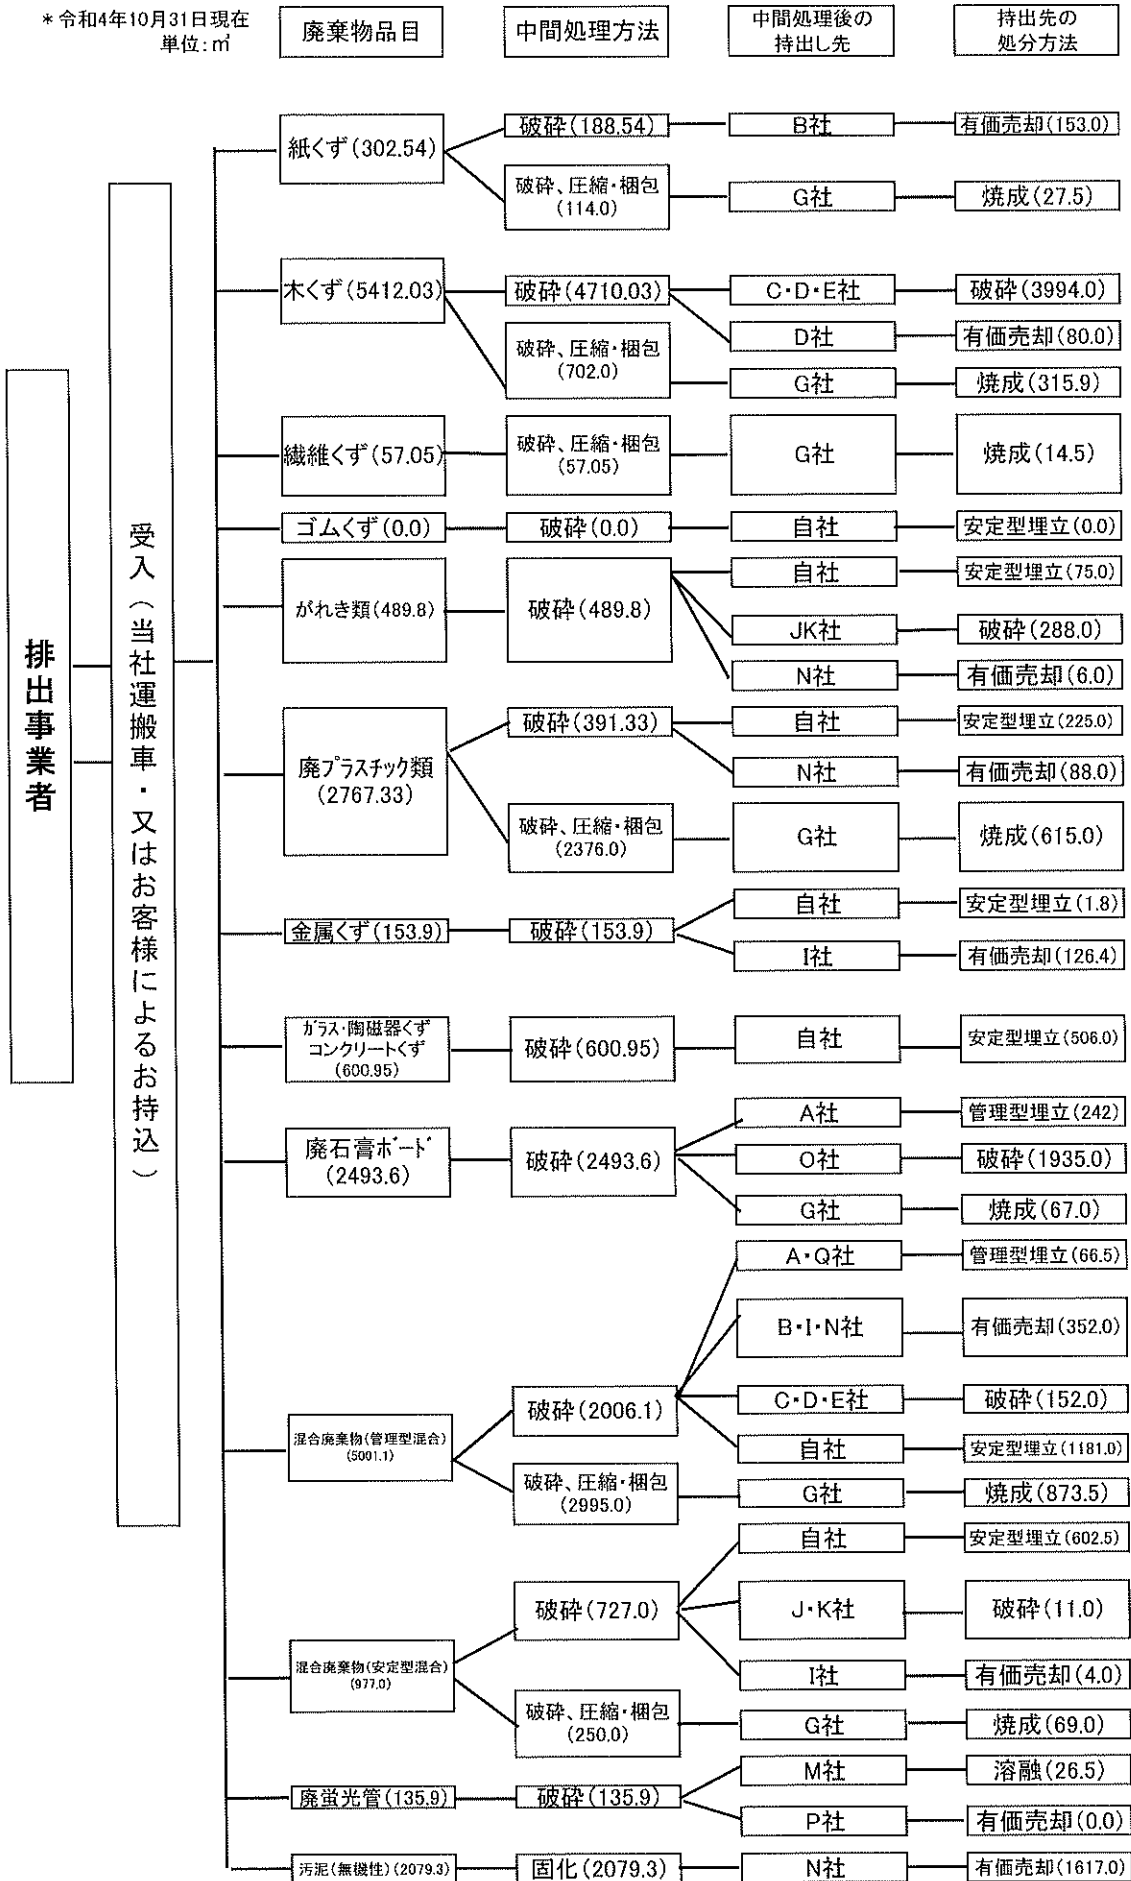 *令和4年10月31日現在
単位:㎥
廃棄物品目
中間処理方法
中間処理後の
持出し先
持出先の
処分方法
排出事業者
受入(当社運搬車・又はお客様によるお持込)
紙くず(302.54)
破砕(188.54)
B社
有価売却(153.0)
破砕、圧縮・梱包
(114.0)
G社
焼成(27.5)
木くず(5412.03)
破砕(4710.03)
C・D・E社
破砕(3994.0)
D社
有価売却(80.0)
破砕、圧縮・梱包
(702.0)
G社
焼成(315.9)
繊維くず(57.05)
破砕、圧縮・梱包
(57.05)
G社
焼成(14.5)
ゴムくず(0.0)
破砕(0.0)
自社
安定型埋立(0.0)
がれき類(489.8)
破砕(489.8)
自社
安定型埋立(75.0)
JK社
破砕(288.0)
N社
有価売却(6.0)
廃プラスチック類
(2767.33)
破砕(391.33)
自社
安定型埋立(225.0)
N社
有価売却(88.0)
破砕、圧縮・梱包
(2376.0)
G社
焼成(615.0)
金属くず(153.9)
破砕(153.9)
自社
安定型埋立(1.8)
I社
有価売却(126.4)
ガラス・陶磁器くず
コンクリートくず
(600.95)
破砕(600.95)
自社
安定型埋立(506.0)
廃石膏ボード
(2493.6)
破砕(2493.6)
A社
管理型埋立(242)
O社
破砕(1935.0)
G社
焼成(67.0)
混合廃棄物(管理型混合)
(5001.1)
破砕(2006.1)
A・Q社
管理型埋立(66.5)
B・I・N社
有価売却(352.0)
C・D・E社
破砕(152.0)
自社
安定型埋立(1181.0)
破砕、圧縮・梱包
(2995.0)
G社
焼成(873.5)
混合廃棄物(安定型混合)
(977.0)
破砕(727.0)
自社
安定型埋立(602.5)
J・K社
破砕(11.0)
I社
有価売却(4.0)
破砕、圧縮・梱包
(250.0)
G社
焼成(69.0)
廃蛍光管(135.9)
破砕(135.9)
M社
溶融(26.5)
P社
有価売却(0.0)
汚泥(無機性)(2079.3)
固化(2079.3)
N社
有価売却(1617.0)